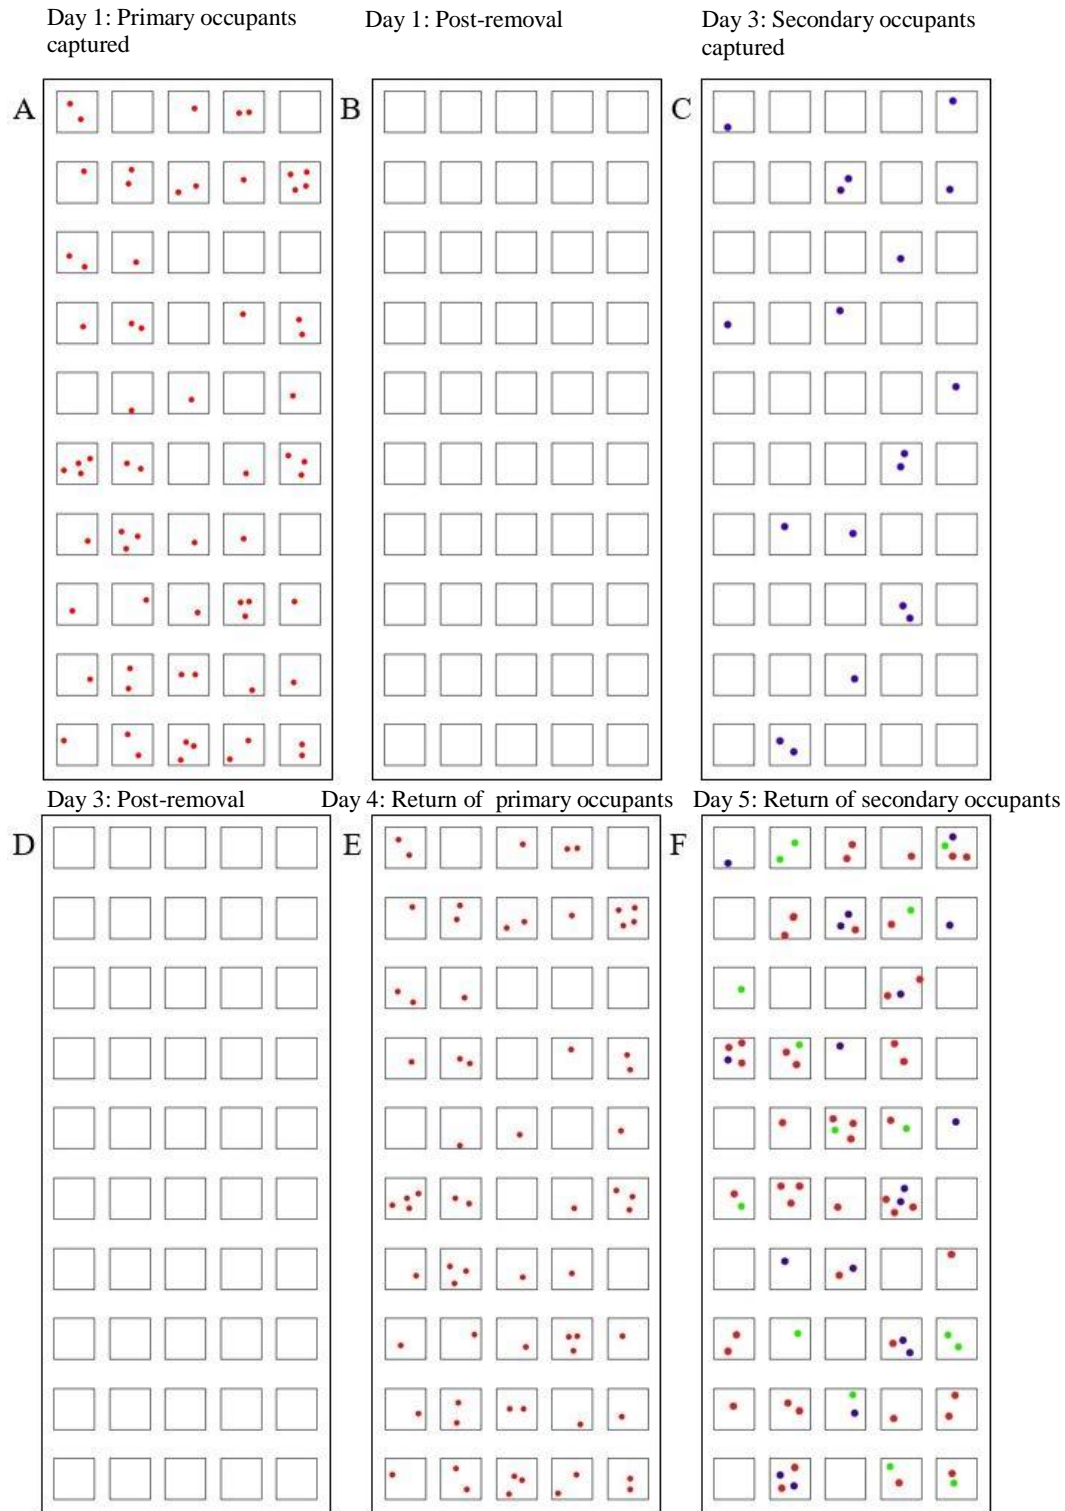 Day 1: Primary occupants
captured
Day 1: Post-removal
Day 3: Secondary occupants
captured
A
B
C
Day 3: Post-removal
Day 4: Return of primary occupants
Day 5: Return of secondary occupants
D
E
F